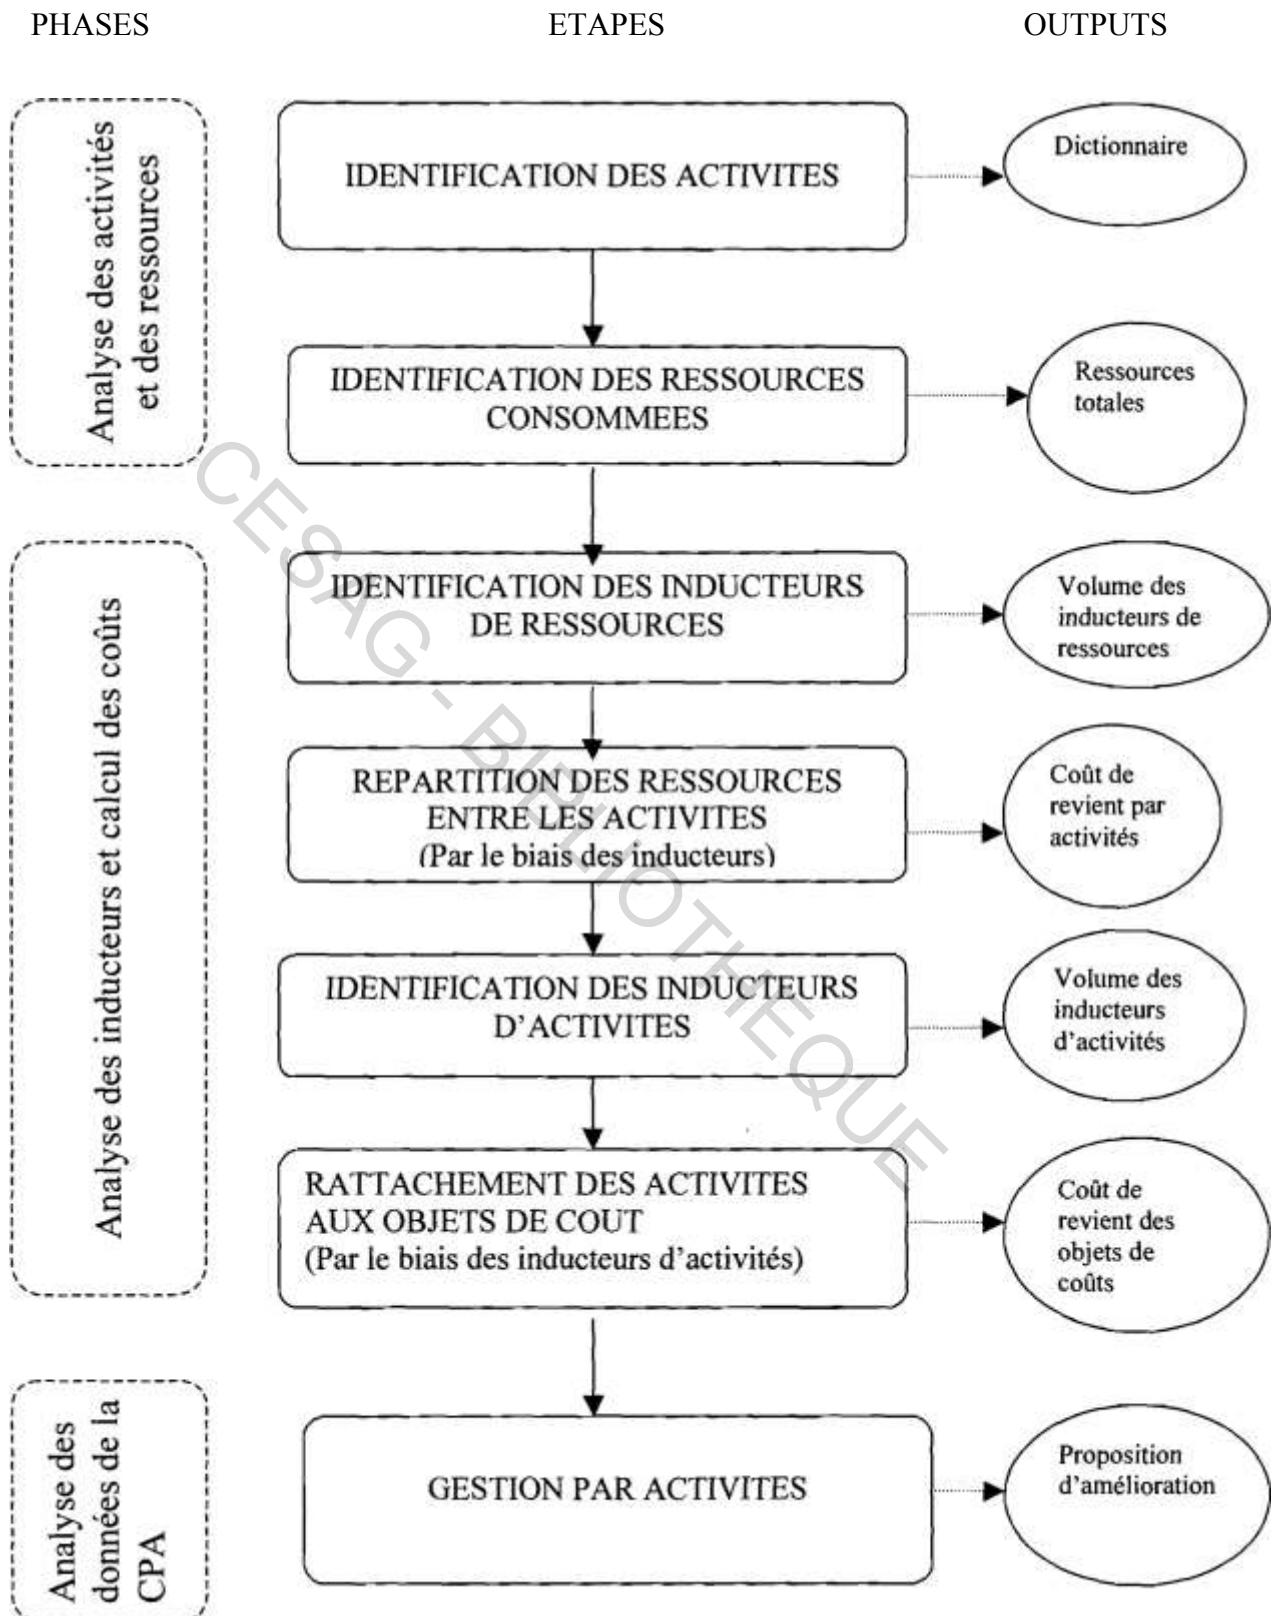 PHASES
ETAPES
OUTPUTS
Analyse des activités
et des ressources
IDENTIFICATION DES ACTIVITES
Dictionnaire
IDENTIFICATION DES RESSOURCES
CONSOMMEES
Ressources
totales
Analyse des inducteurs et calcul des coûts
IDENTIFICATION DES INDUCTEURS
DE RESSOURCES
Volume des
inducteurs de
ressources
REPARTITION DES RESSOURCES
ENTRE LES ACTIVITES
(Par le biais des inducteurs)
Coût de
revient par
activités
IDENTIFICATION DES INDUCTEURS
D'ACTIVITES
Volume des
inducteurs
d'activités
RATTACHEMENT DES ACTIVITES
AUX OBJETS DE COUT
(Par le biais des inducteurs d'activités)
Coût de
revient des
objets de
coûts
Analyse des
données de la
CPA
GESTION PAR ACTIVITES
Proposition
d'amélioration
CESAG - BIBLIOTHEQUE